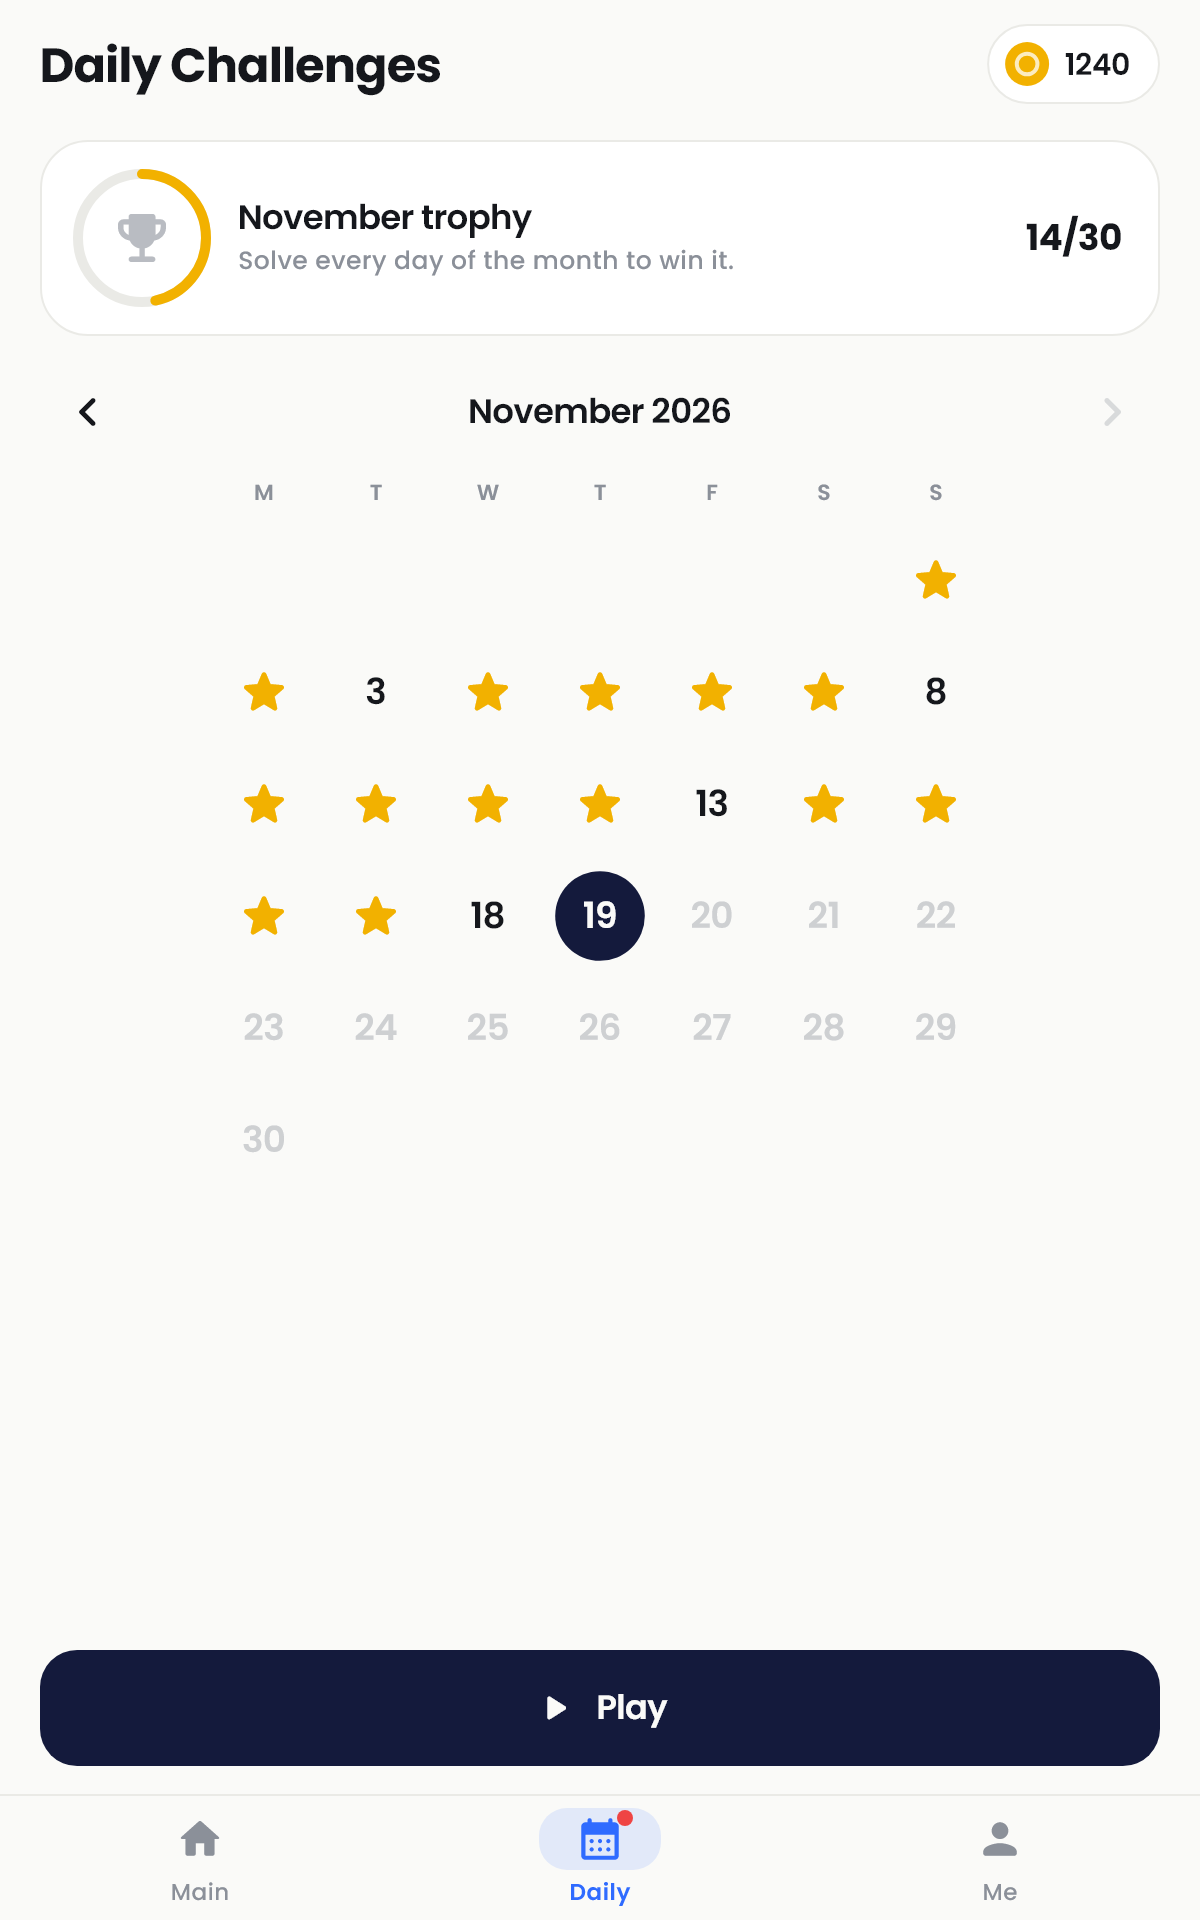 Daily Challenges
1240
November trophy
Solve every day of the month to win it.
14/30
November 2026
M T W T F S S
3 8
13
18 19 20 21 22
23 24 25 26 27 28 29
30
Play
Main Daily Me